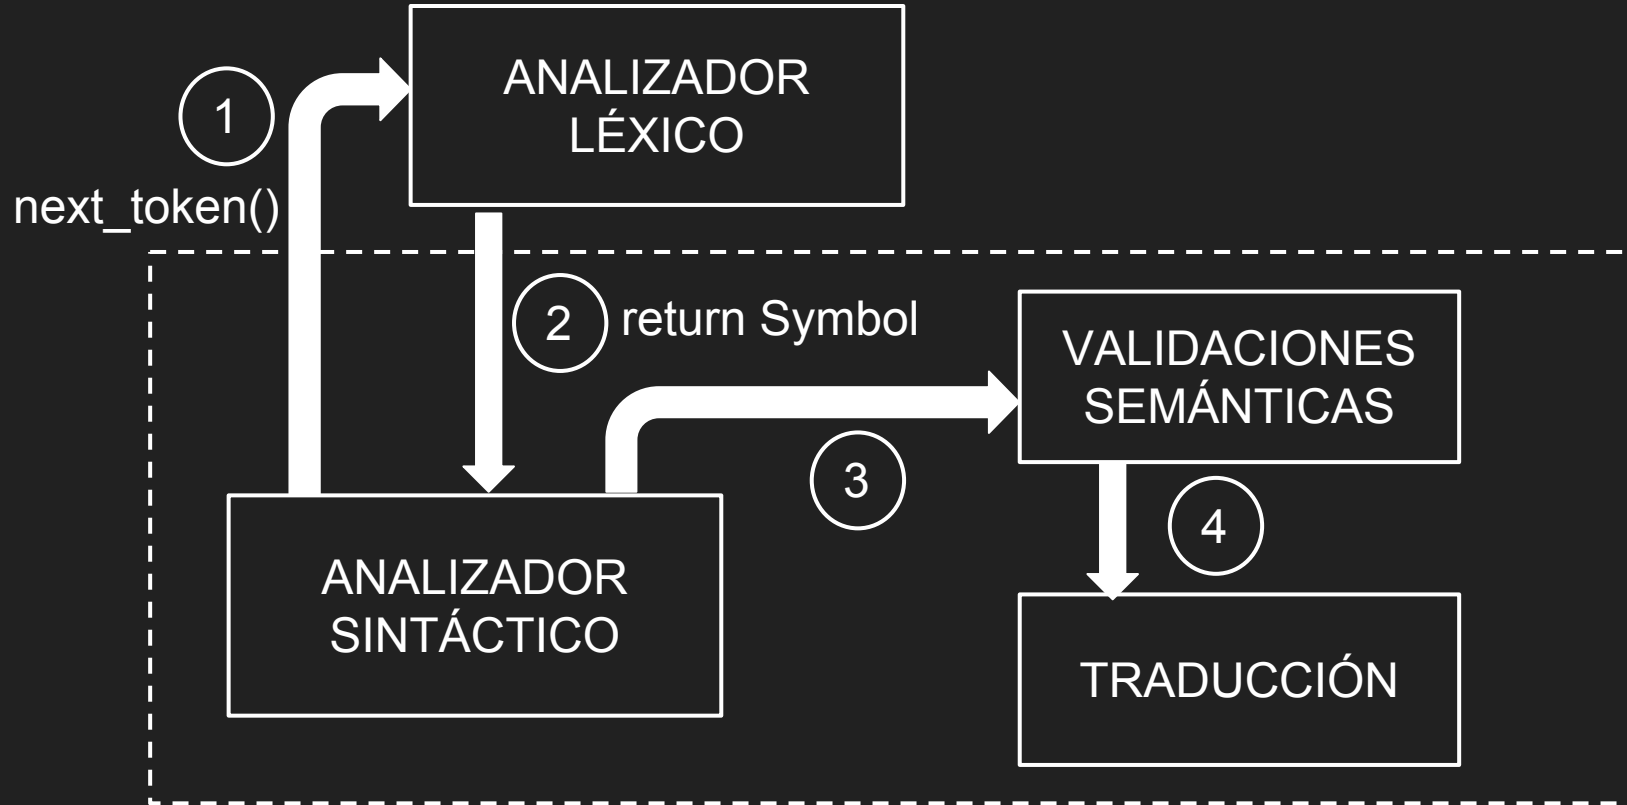 ANALIZADOR
LÉXICO
1
next_token()
2
return Symbol
VALIDACIONES
SEMÁNTICAS
3
4
ANALIZADOR
SINTÁCTICO
TRADUCCIÓN